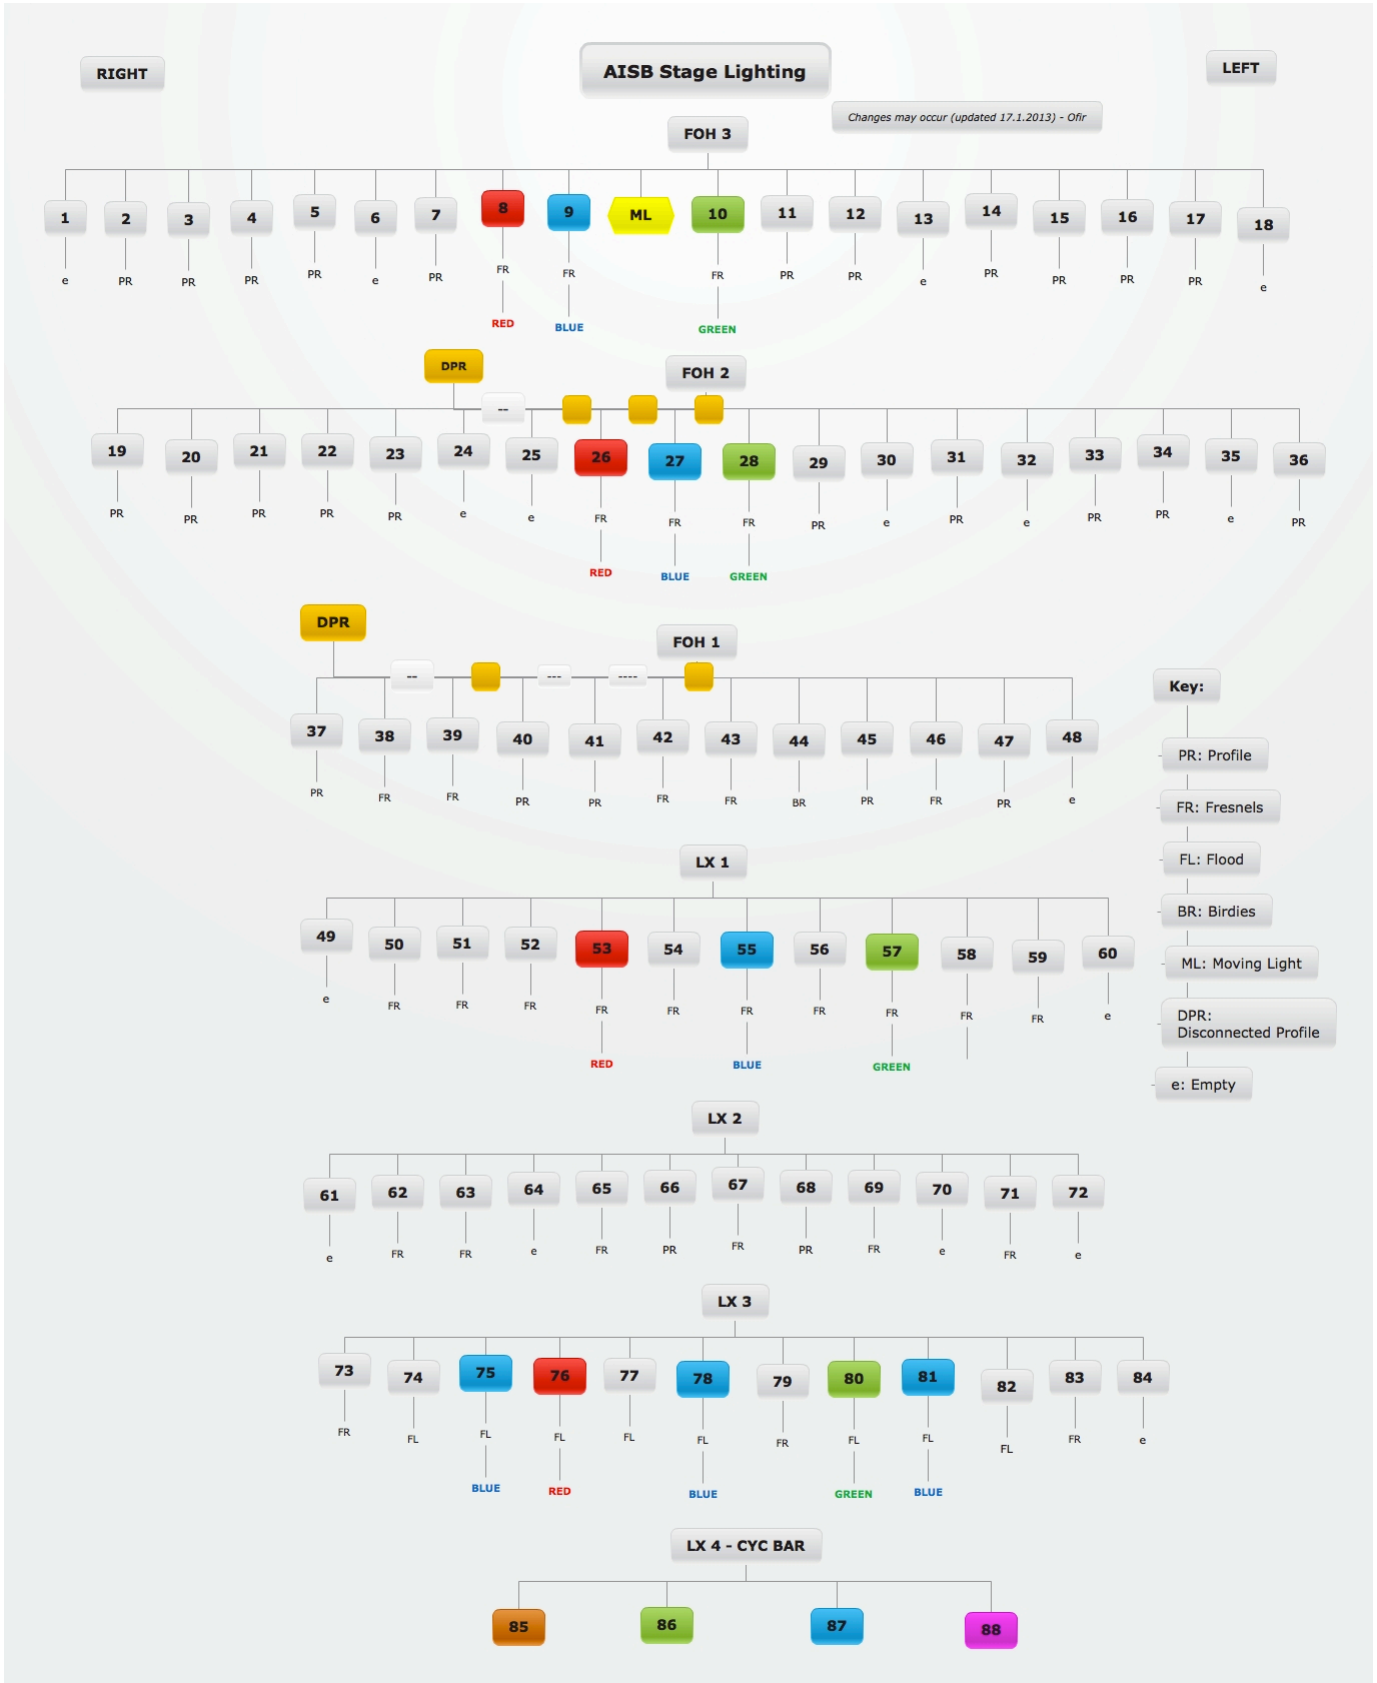 RIGHT
AISB Stage Lighting
LEFT
Changes may occur (updated 17.1.2013) - Ofir
FOH 3
1 2 3 4 5 6 7 8 9 ML 10 11 12 13 14 15 16 17 18
e PR PR PR PR e PR FR FR FR PR PR e PR PR PR PR e
RED BLUE GREEN
DPR
FOH 2
--
19 20 21 22 23 24 25 26 27 28 29 30 31 32 33 34 35 36
PR PR PR PR PR e e FR FR FR PR e PR e PR PR e PR
RED BLUE GREEN
DPR
FOH 1
-- --- ----
37 38 39 40 41 42 43 44 45 46 47 48
PR FR FR PR PR FR FR BR PR FR PR e
Key:
PR: Profile
FR: Fresnels
FL: Flood
BR: Birdies
ML: Moving Light
DPR:
Disconnected Profile
e: Empty
LX 1
49 50 51 52 53 54 55 56 57 58 59 60
e FR FR FR FR FR FR FR FR FR FR e
RED BLUE GREEN
LX 2
61 62 63 64 65 66 67 68 69 70 71 72
e FR FR e FR PR FR PR FR e FR e
LX 3
73 74 75 76 77 78 79 80 81 82 83 84
FR FL FL FL FL FL FR FL FL FL FR e
BLUE RED BLUE GREEN BLUE
LX 4 - CYC BAR
85 86 87 88